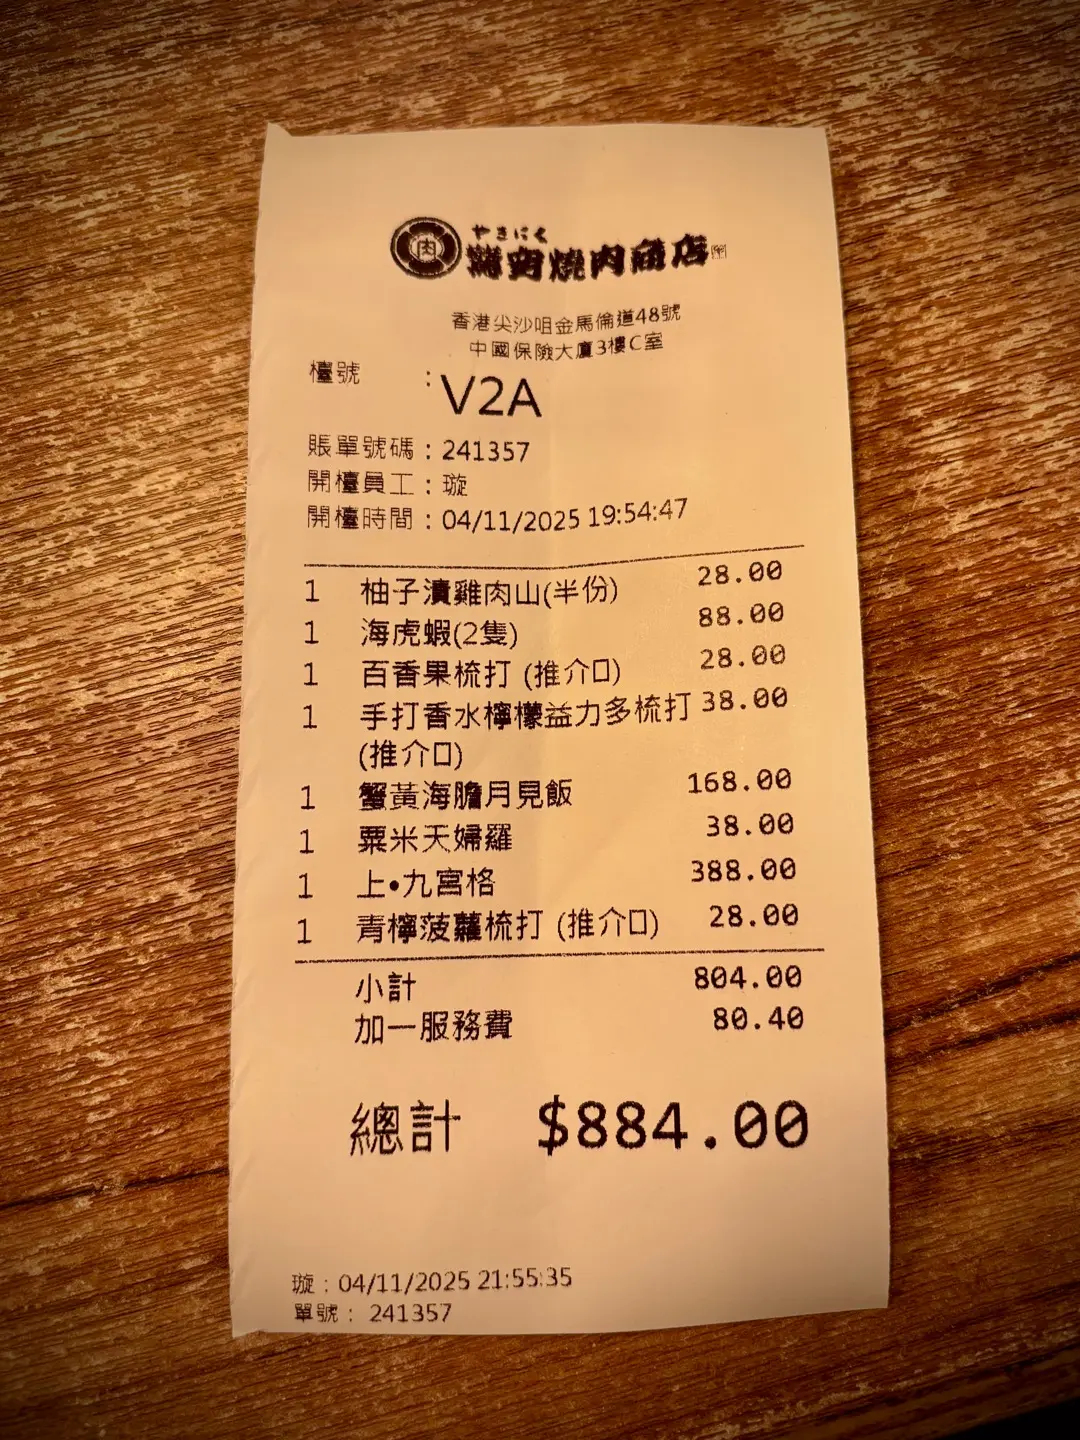 肉
やきにく
燒肉商店
香港尖沙咀金馬倫道48號
中國保險大廈3樓C室
檯號 : V2A
賬單號碼 : 241357
開檯員工 : 璇
開檯時間 : 04/11/2025 19:54:47
1 柚子漬雞肉山(半份) 28.00
1 海虎蝦(2隻) 88.00
1 百香果梳打 (推介口) 28.00
1 手打香水檸檬益力多梳打 38.00
(推介口)
1 蟹黃海膽月見飯 168.00
1 粟米天婦羅 38.00
1 上•九宮格 388.00
1 青檸菠蘿梳打 (推介口) 28.00
小計 804.00
加一服務費 80.40
總計 $884.00
璇 : 04/11/2025 21:55:35
單號 : 241357